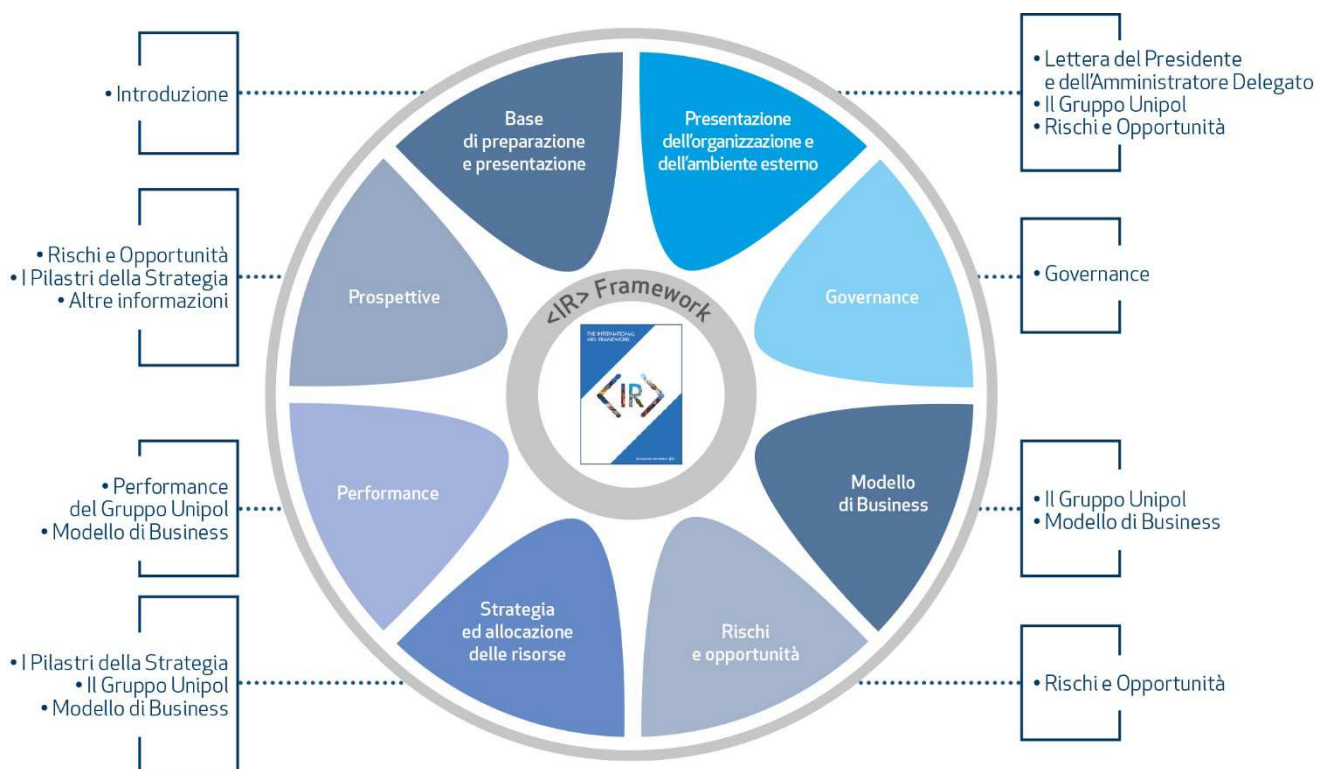 • Introduzione
• Rischi e Opportunità
• I Pilastri della Strategia
• Altre informazioni
• Performance
del Gruppo Unipol
• Modello di Business
• I Pilastri della Strategia
• Il Gruppo Unipol
• Modello di Business
Base
di preparazione
e presentazione
Presentazione
dell'organizzazione e
dell'ambiente esterno
Prospettive
Governance
<IR> Framework
THE INTERNATIONAL
<IR> FRAMEWORK
<IR>
Performance
Modello
di Business
Strategia
ed allocazione
delle risorse
Rischi
e opportunità
• Lettera del Presidente
e dell'Amministratore Delegato
• Il Gruppo Unipol
• Rischi e Opportunità
• Governance
• Il Gruppo Unipol
• Modello di Business
• Rischi e Opportunità